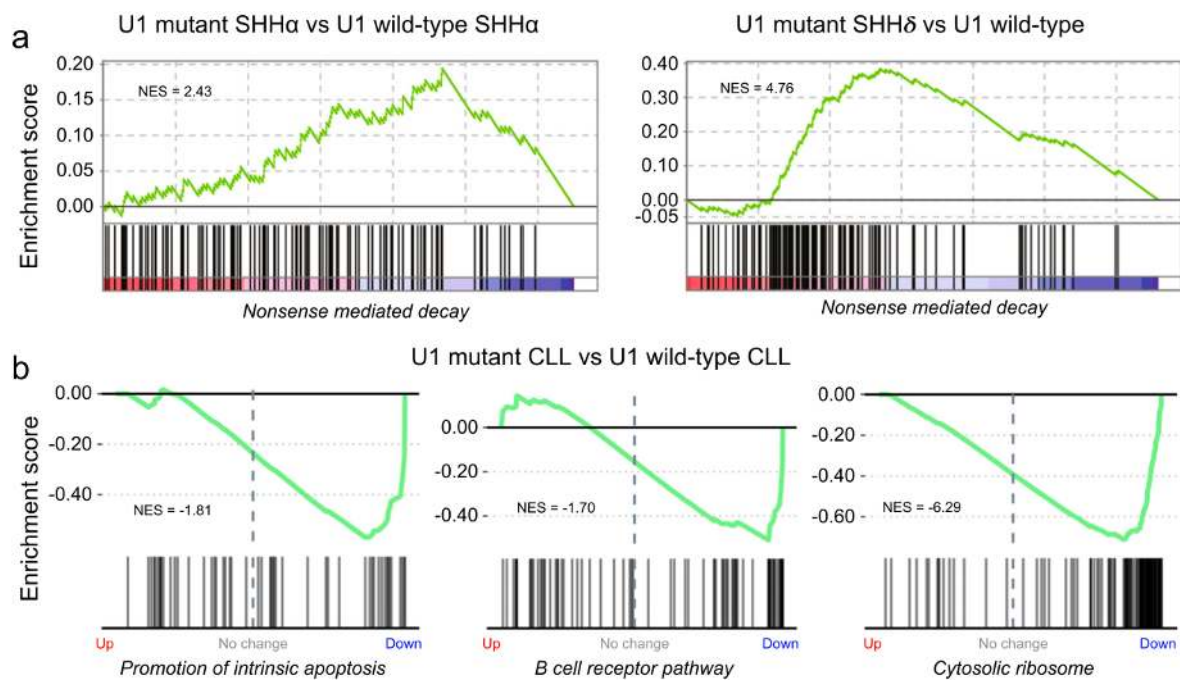 a
U1 mutant SHHα vs U1 wild-type SHHα
Enrichment score
0.20
0.15
0.10
0.05
0.00
NES = 2.43
Nonsense mediated decay
U1 mutant SHHδ vs U1 wild-type
0.40
0.30
0.20
0.10
0.00
-0.05
NES = 4.76
Nonsense mediated decay
b
U1 mutant CLL vs U1 wild-type CLL
Enrichment score
0.00
-0.20
-0.40
NES = -1.81
Up No change Down
Promotion of intrinsic apoptosis
0.00
-0.40
NES = -1.70
Up No change Down
B cell receptor pathway
0.00
-0.20
-0.40
-0.60
NES = -6.29
Up No change Down
Cytosolic ribosome